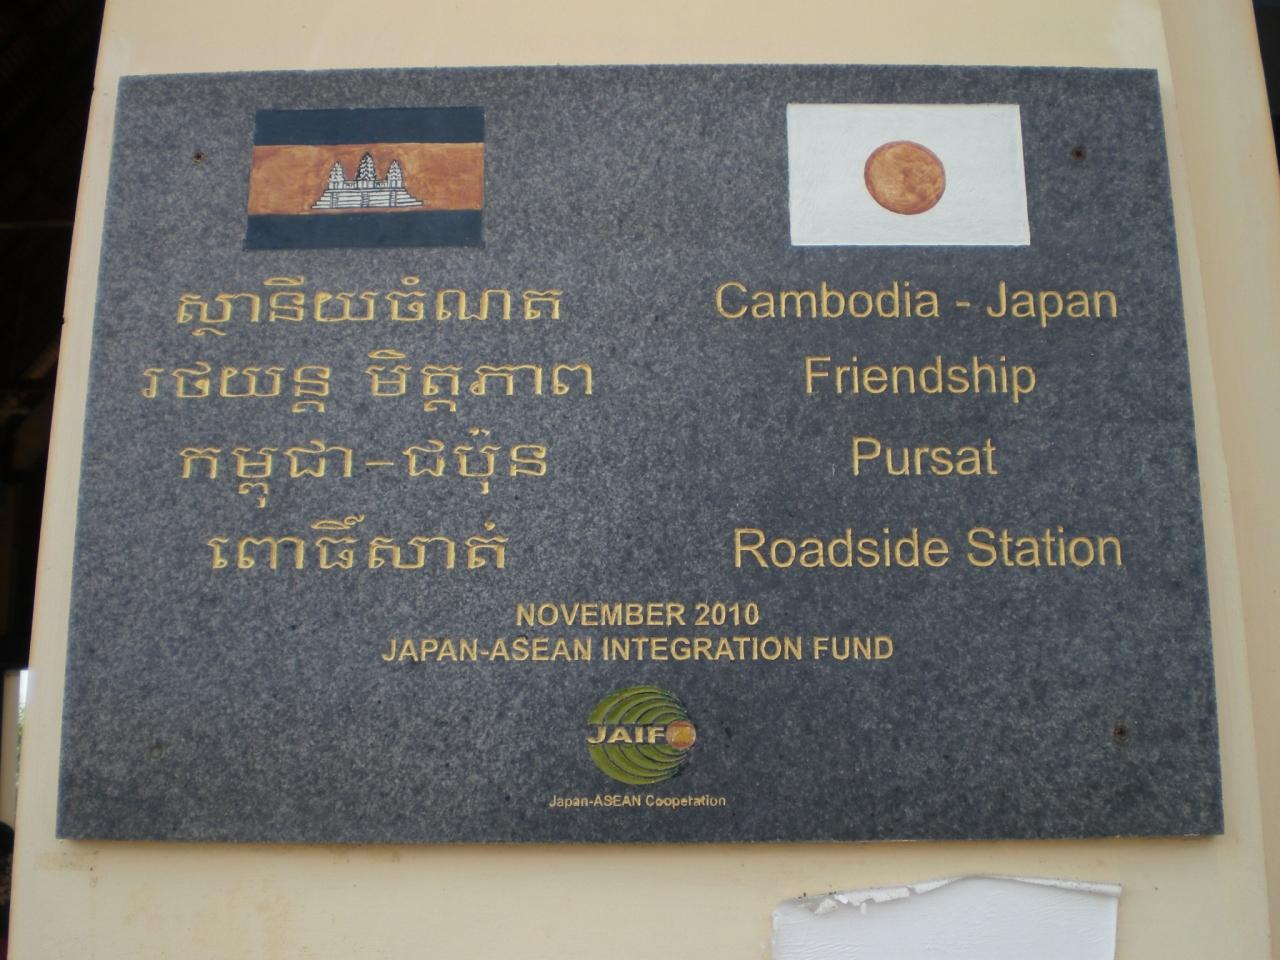 ស្ថានីយចំណត
រថយន្ត មិត្តភាព
កម្ពុជា-ជប៉ុន
ពោធិ៍សាត់
Cambodia - Japan
Friendship
Pursat
Roadside Station
NOVEMBER 2010
JAPAN-ASEAN INTEGRATION FUND
JAIF
Japan-ASEAN Cooperation